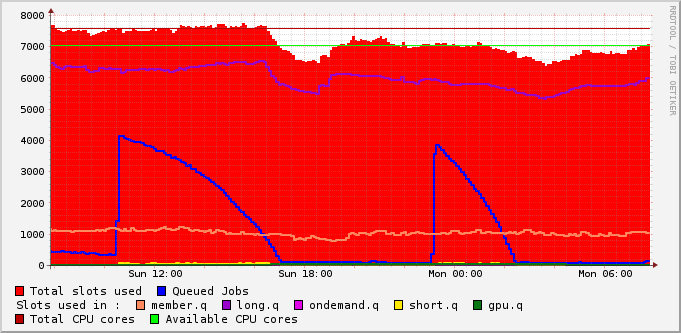 8000
7000
6000
5000
4000
3000
2000
1000
0
Sun 12:00 Sun 18:00 Mon 00:00 Mon 06:00
Total slots used Queued Jobs
Slots used in : member.q long.q ondemand.q short.q gpu.q
Total CPU cores Available CPU cores
RRDTOOL / TOBI OETIKER